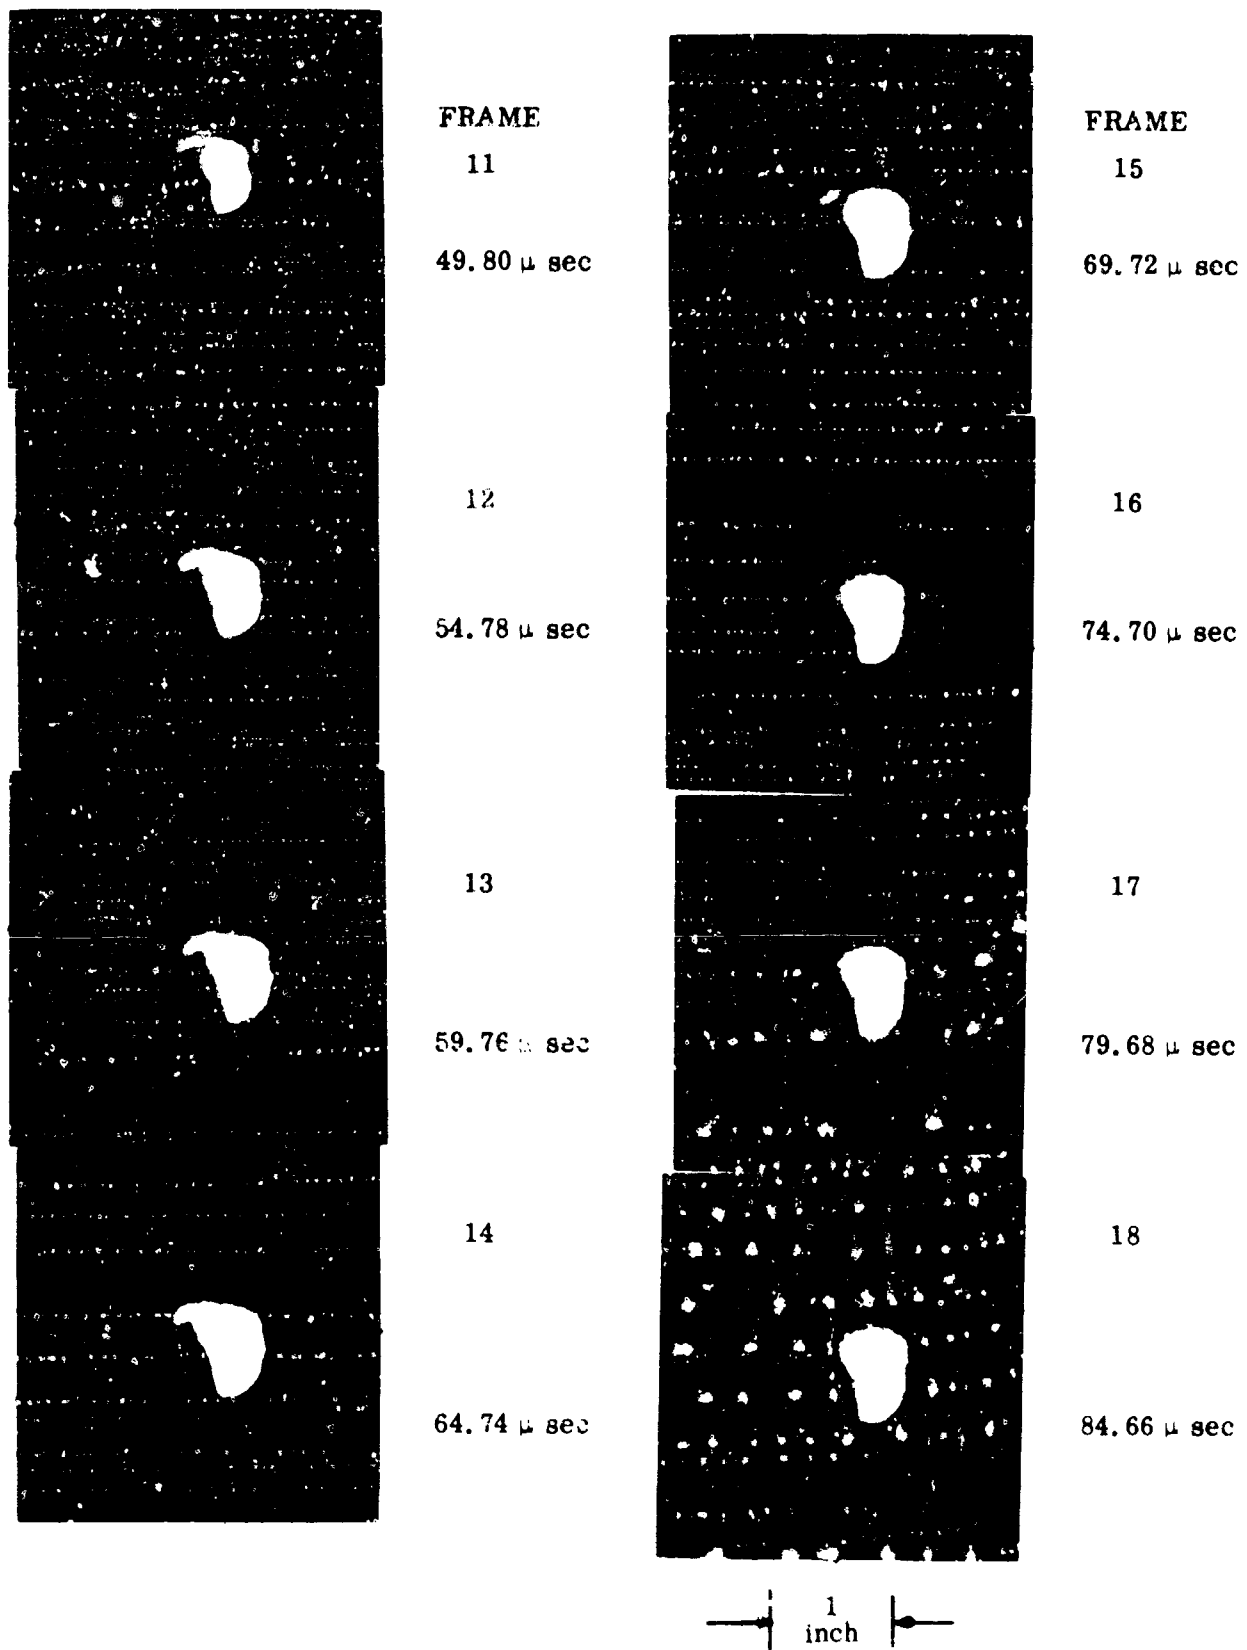 FRAME
11
49.80 μ sec
12
54.78 μ sec
13
59.76 μ sec
14
64.74 μ sec
FRAME
15
69.72 μ sec
16
74.70 μ sec
17
79.68 μ sec
18
84.66 μ sec
1
inch